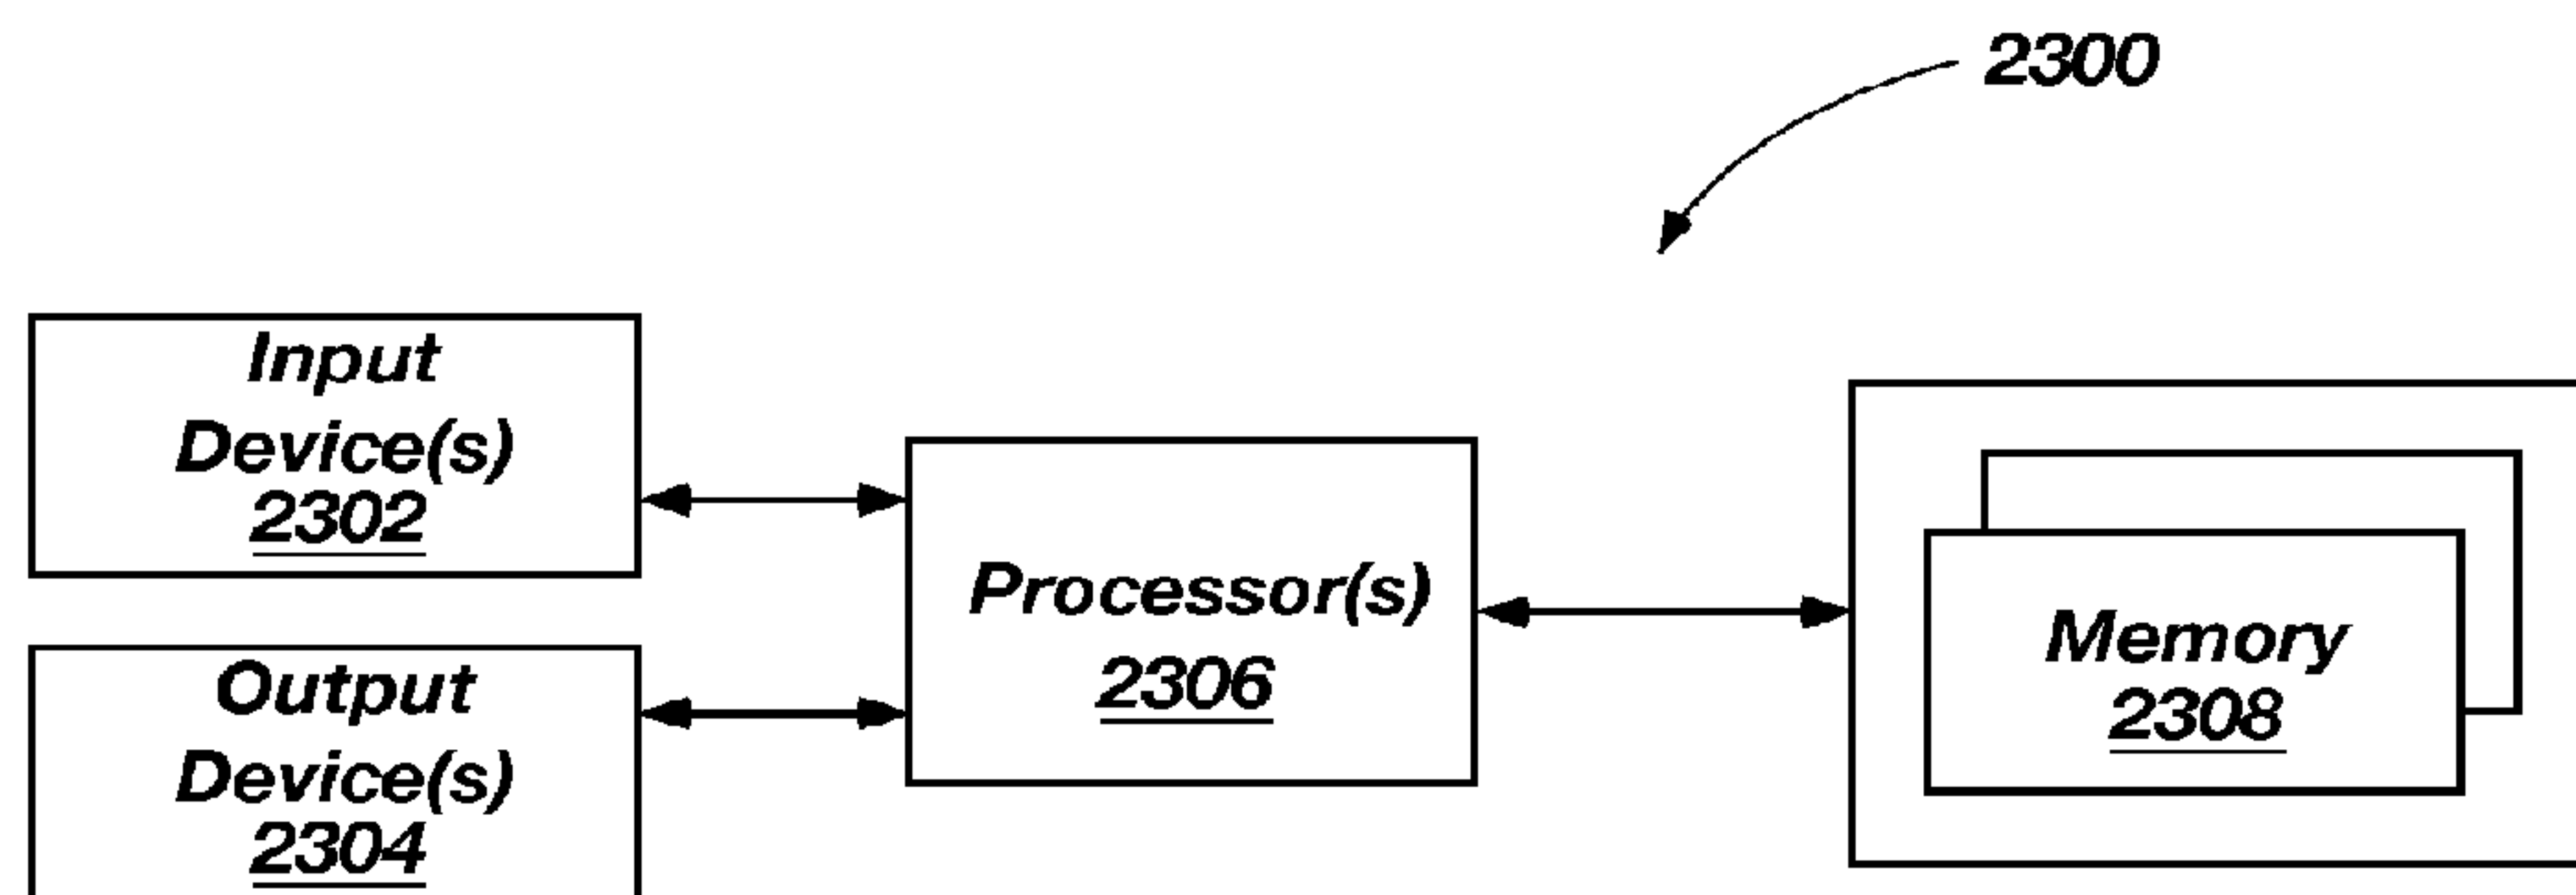 2300
Input
Device(s)
2302
Output
Device(s)
2304
Processor(s)
2306
Memory
2308